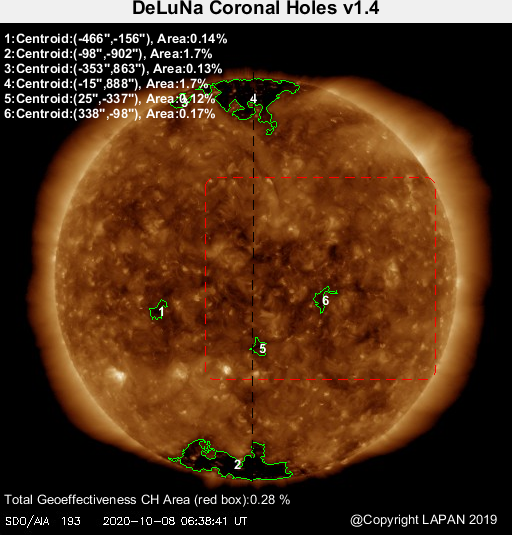 DeLuNa Coronal Holes v1.4
1:Centroid:(-466",-156"), Area:0.14%
2:Centroid:(-98",-902"), Area:1.7%
3:Centroid:(-353",863"), Area:0.13%
4:Centroid:(-15",888"), Area:1.7%
5:Centroid:(25",-337"), Area:0.12%
6:Centroid:(338",-98"), Area:0.17%
3
4
6
1
5
2
Total Geoeffectiveness CH Area (red box):0.28 %
SDO/AIA 193 2020-10-08 06:38:41 UT
@Copyright LAPAN 2019